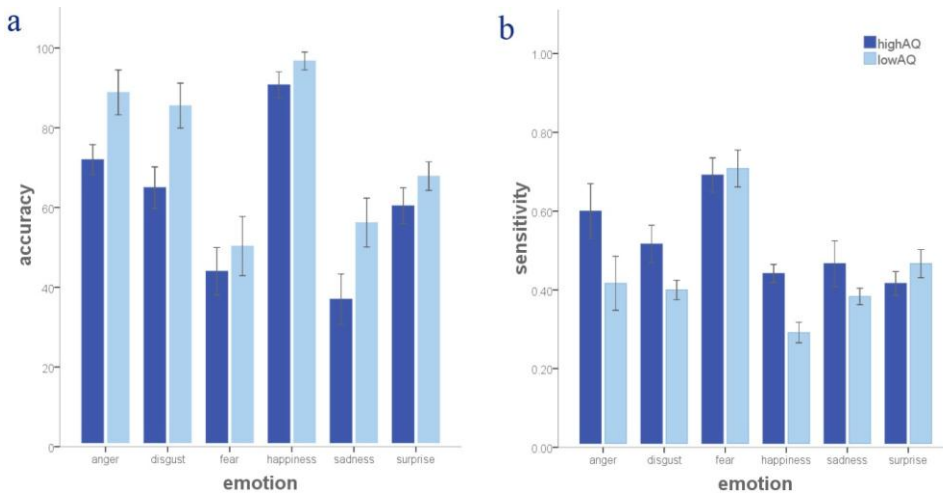 a
accuracy
100
80
60
40
20
0
anger disgust fear happiness sadness surprise
emotion
b
highAQ
lowAQ
sensitivity
1.00
0.80
0.60
0.40
0.20
0.00
anger disgust fear happiness sadness surprise
emotion